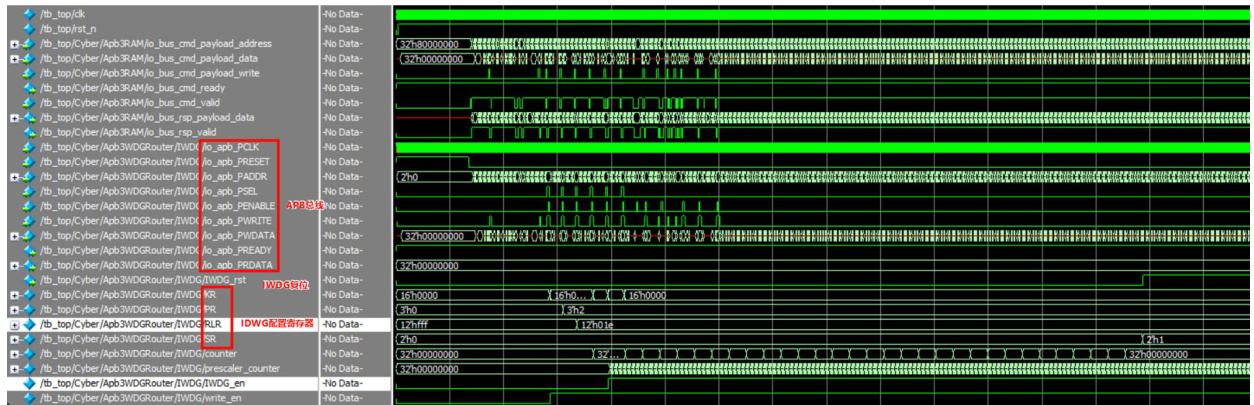 /tb_top/clk -No Data-
/tb_top/rst_n -No Data-
/tb_top/Cyber/Apb3RAM/io_bus_cmd_payload_address -No Data- 32'h80000000
/tb_top/Cyber/Apb3RAM/io_bus_cmd_payload_data -No Data- 32'h00000000
/tb_top/Cyber/Apb3RAM/io_bus_cmd_payload_write -No Data-
/tb_top/Cyber/Apb3RAM/io_bus_cmd_ready -No Data-
/tb_top/Cyber/Apb3RAM/io_bus_cmd_valid -No Data-
/tb_top/Cyber/Apb3RAM/io_bus_rsp_payload_data -No Data-
/tb_top/Cyber/Apb3RAM/io_bus_rsp_valid -No Data-
/tb_top/Cyber/Apb3WDGRouter/IWDG/io_apb_PCLK -No Data-
/tb_top/Cyber/Apb3WDGRouter/IWDG/io_apb_PRESET -No Data-
/tb_top/Cyber/Apb3WDGRouter/IWDG/io_apb_PADDR -No Data- 2'h0
/tb_top/Cyber/Apb3WDGRouter/IWDG/io_apb_PSEL -No Data-
/tb_top/Cyber/Apb3WDGRouter/IWDG/io_apb_PENABLE APB总线 No Data-
/tb_top/Cyber/Apb3WDGRouter/IWDG/io_apb_PWRITE -No Data-
/tb_top/Cyber/Apb3WDGRouter/IWDG/io_apb_PWDATA -No Data- 32'h00000000
/tb_top/Cyber/Apb3WDGRouter/IWDG/io_apb_PREADY -No Data-
/tb_top/Cyber/Apb3WDGRouter/IWDG/io_apb_PRDATA -No Data- 32'h00000000
/tb_top/Cyber/Apb3WDGRouter/IWDG/IWDG_rst IWDG复位 -No Data-
/tb_top/Cyber/Apb3WDGRouter/IWDG/KR -No Data- 16'h0000 16'h0... 16'h0000
/tb_top/Cyber/Apb3WDGRouter/IWDG/PR -No Data- 3'h0 3'h2
/tb_top/Cyber/Apb3WDGRouter/IWDG/RLR IDWG配置寄存器 -No Data- 12'hfff 12'h01e
/tb_top/Cyber/Apb3WDGRouter/IWDG/SR -No Data- 2'h0 2'h1
/tb_top/Cyber/Apb3WDGRouter/IWDG/counter -No Data- 32'h00000000 32'... 32'h00000000
/tb_top/Cyber/Apb3WDGRouter/IWDG/prescaler_counter -No Data- 32'h00000000
/tb_top/Cyber/Apb3WDGRouter/IWDG/IWDG_en -No Data-
/tb_top/Cyber/Apb3WDGRouter/IWDG/write_en -No Data-